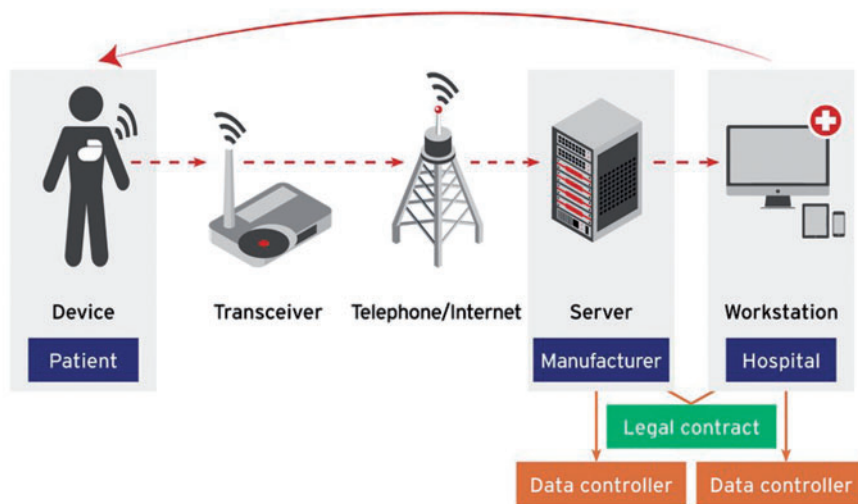 Device
Transceiver
Telephone/Internet
Server
Workstation
Patient
Manufacturer
Hospital
Legal contract
Data controller
Data controller